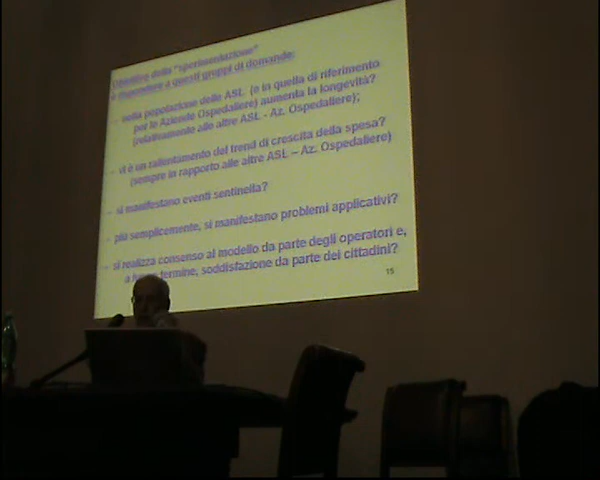 Obiettivo della "sperimentazione"
è rispondere a questi gruppi di domande:
- nella popolazione delle ASL (e in quella di riferimento
per le Aziende Ospedaliere) aumenta la longevità?
(relativamente alle altre ASL - Az. Ospedaliere);
- vi è un rallentamento del trend di crescita della spesa?
(sempre in rapporto alle altre ASL – Az. Ospedaliere)
- si manifestano eventi sentinella?
- più semplicemente, si manifestano problemi applicativi?
- si realizza consenso al modello da parte degli operatori e,
a termine, soddisfazione da parte dei cittadini?
15